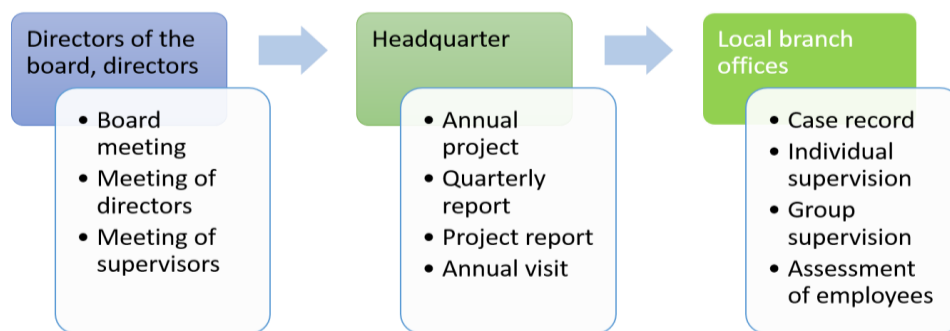 Directors of the
board, directors
• Board
meeting
• Meeting of
directors
• Meeting of
supervisors
Headquarter
• Annual
project
• Quarterly
report
• Project report
• Annual visit
Local branch
offices
• Case record
• Individual
supervision
• Group
supervision
• Assessment
of employees